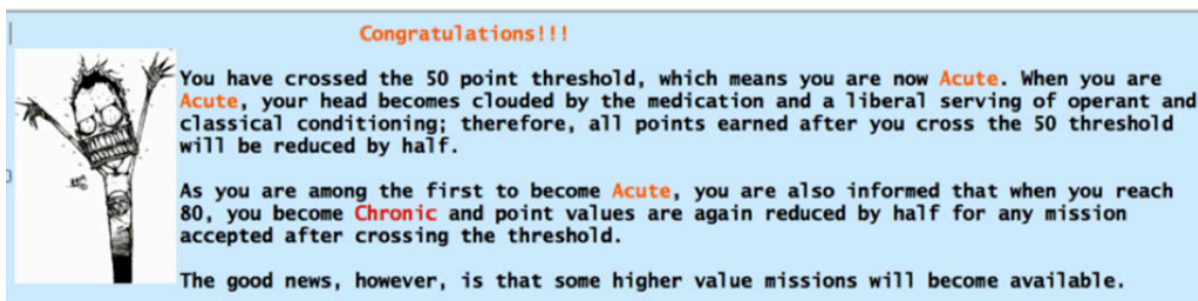 Congratulations!!!
You have crossed the 50 point threshold, which means you are now Acute. When you are
Acute, your head becomes clouded by the medication and a liberal serving of operant and
classical conditioning; therefore, all points earned after you cross the 50 threshold
will be reduced by half.
As you are among the first to become Acute, you are also informed that when you reach
80, you become Chronic and point values are again reduced by half for any mission
accepted after crossing the threshold.
The good news, however, is that some higher value missions will become available.